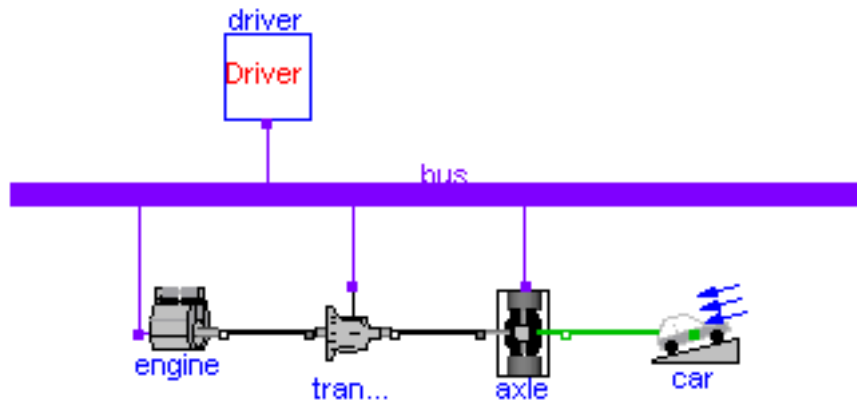 driver
Driver
bus
engine
tran...
axle
car